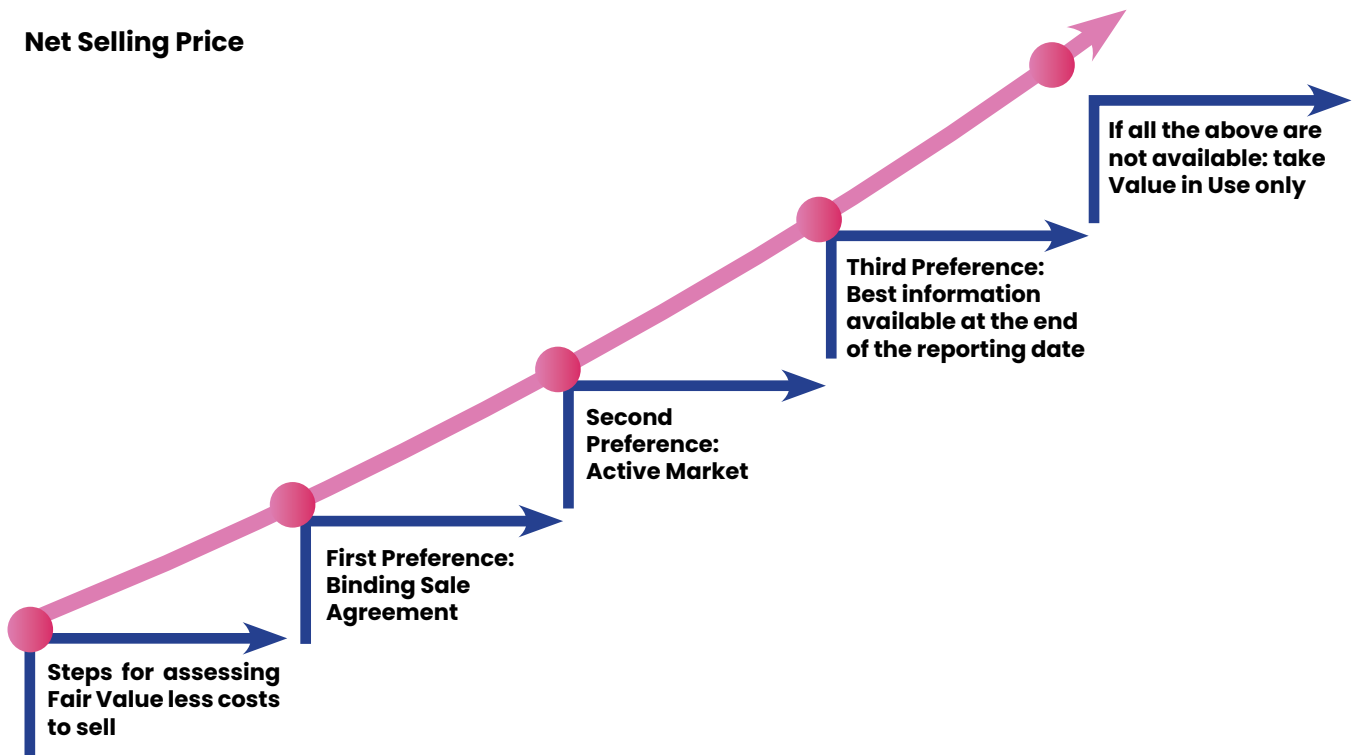 Net Selling Price
Steps for assessing
Fair Value less costs
to sell
First Preference:
Binding Sale
Agreement
Second
Preference:
Active Market
Third Preference:
Best information
available at the end
of the reporting date
If all the above are
not available: take
Value in Use only